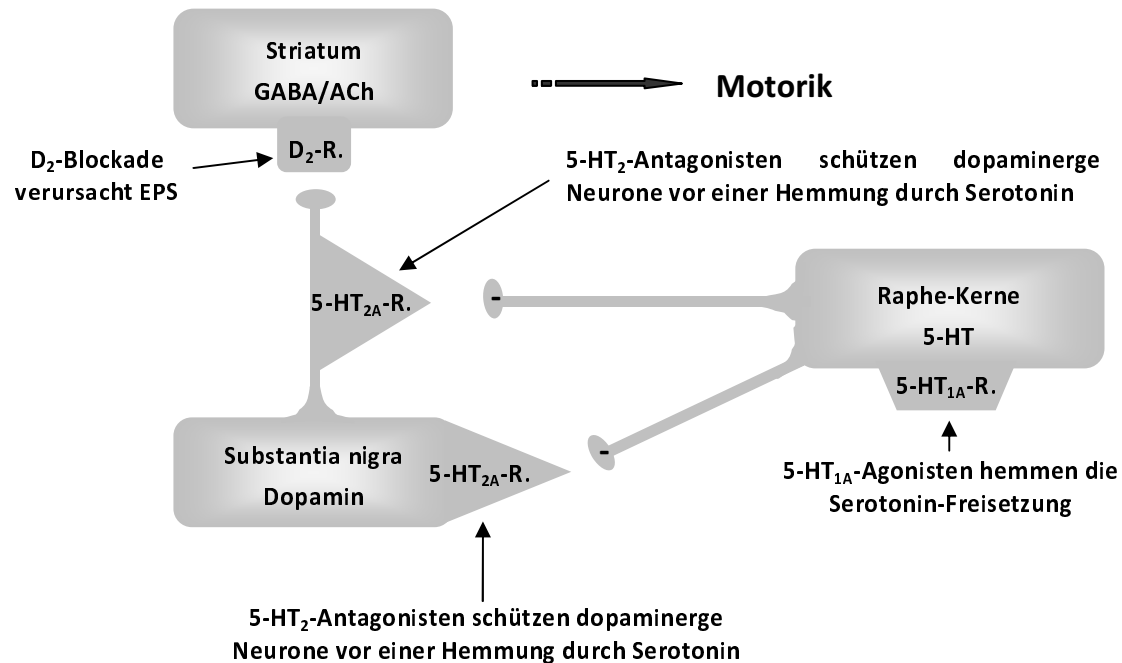 Striatum
GABA/ACh
Motorik
D₂-R.
D₂-Blockade
verursacht EPS
5-HT₂-Antagonisten schützen dopaminerge
Neurone vor einer Hemmung durch Serotonin
5-HT₂A-R.
-
Raphe-Kerne
5-HT
5-HT₁A-R.
Substantia nigra
Dopamin
5-HT₂A-R.
-
5-HT₁A-Agonisten hemmen die
Serotonin-Freisetzung
5-HT₂-Antagonisten schützen dopaminerge
Neurone vor einer Hemmung durch Serotonin